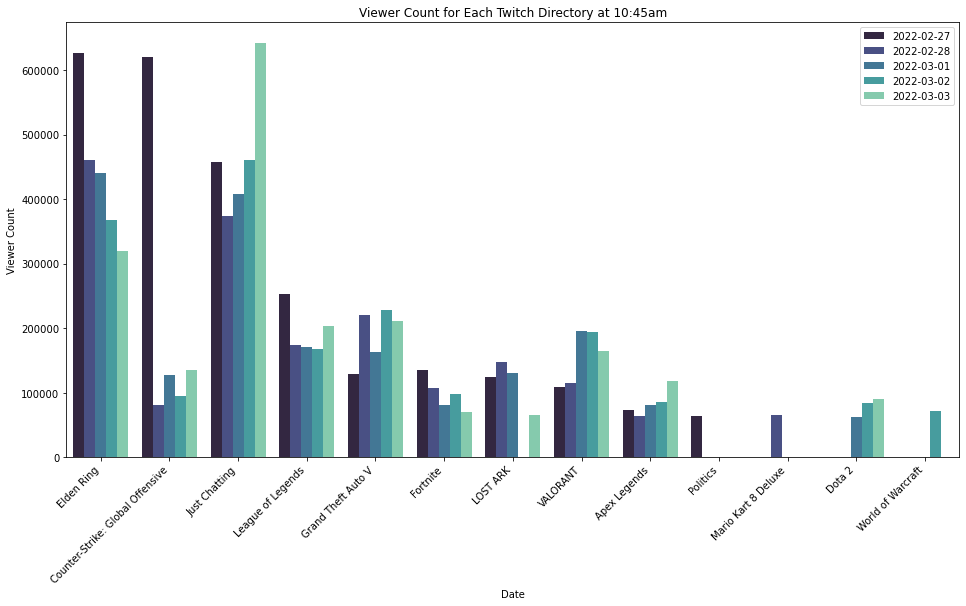 Viewer Count for Each Twitch Directory at 10:45am
2022-02-27
2022-02-28
2022-03-01
2022-03-02
2022-03-03
600000
500000
400000
300000
200000
100000
0
Viewer Count
Elden Ring
Counter-Strike: Global Offensive
Just Chatting
League of Legends
Grand Theft Auto V
Fortnite
LOST ARK
VALORANT
Apex Legends
Politics
Mario Kart 8 Deluxe
Dota 2
World of Warcraft
Date